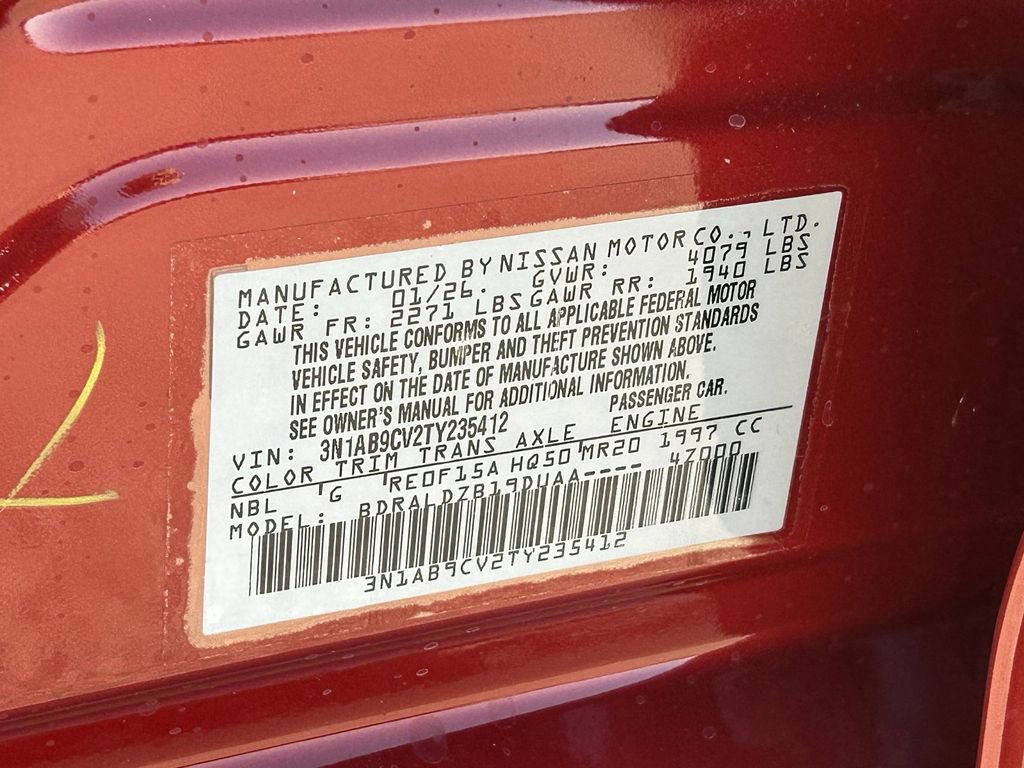 MANUFACTURED BY NISSAN MOTOR CO., LTD.
DATE: 01/26. GVWR: 4079 LBS
GAWR FR: 2271 LBS GAWR RR: 1940 LBS
THIS VEHICLE CONFORMS TO ALL APPLICABLE FEDERAL MOTOR
VEHICLE SAFETY, BUMPER AND THEFT PREVENTION STANDARDS
IN EFFECT ON THE DATE OF MANUFACTURE SHOWN ABOVE.
SEE OWNER'S MANUAL FOR ADDITIONAL INFORMATION.
VIN: 3N1AB9CV2TY235412 PASSENGER CAR.
COLOR TRIM TRANS AXLE ENGINE
NBL G RE0F15A HQ50 MR20 1997 CC
MODEL: BDRALDZB19DUAA---- 47000
3N1AB9CV2TY235412